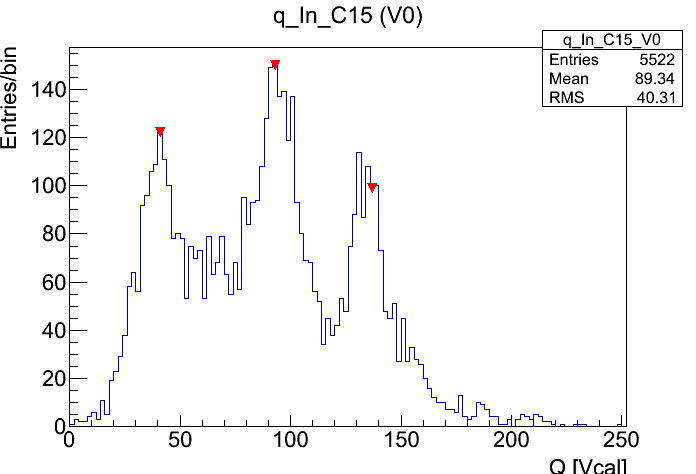 q_In_C15 (V0)
q_In_C15_V0
Entries 5522
Mean 89.34
RMS 40.31
Entries/bin
140
120
100
80
60
40
20
0
0 50 100 150 200 250
Q [Vcal]